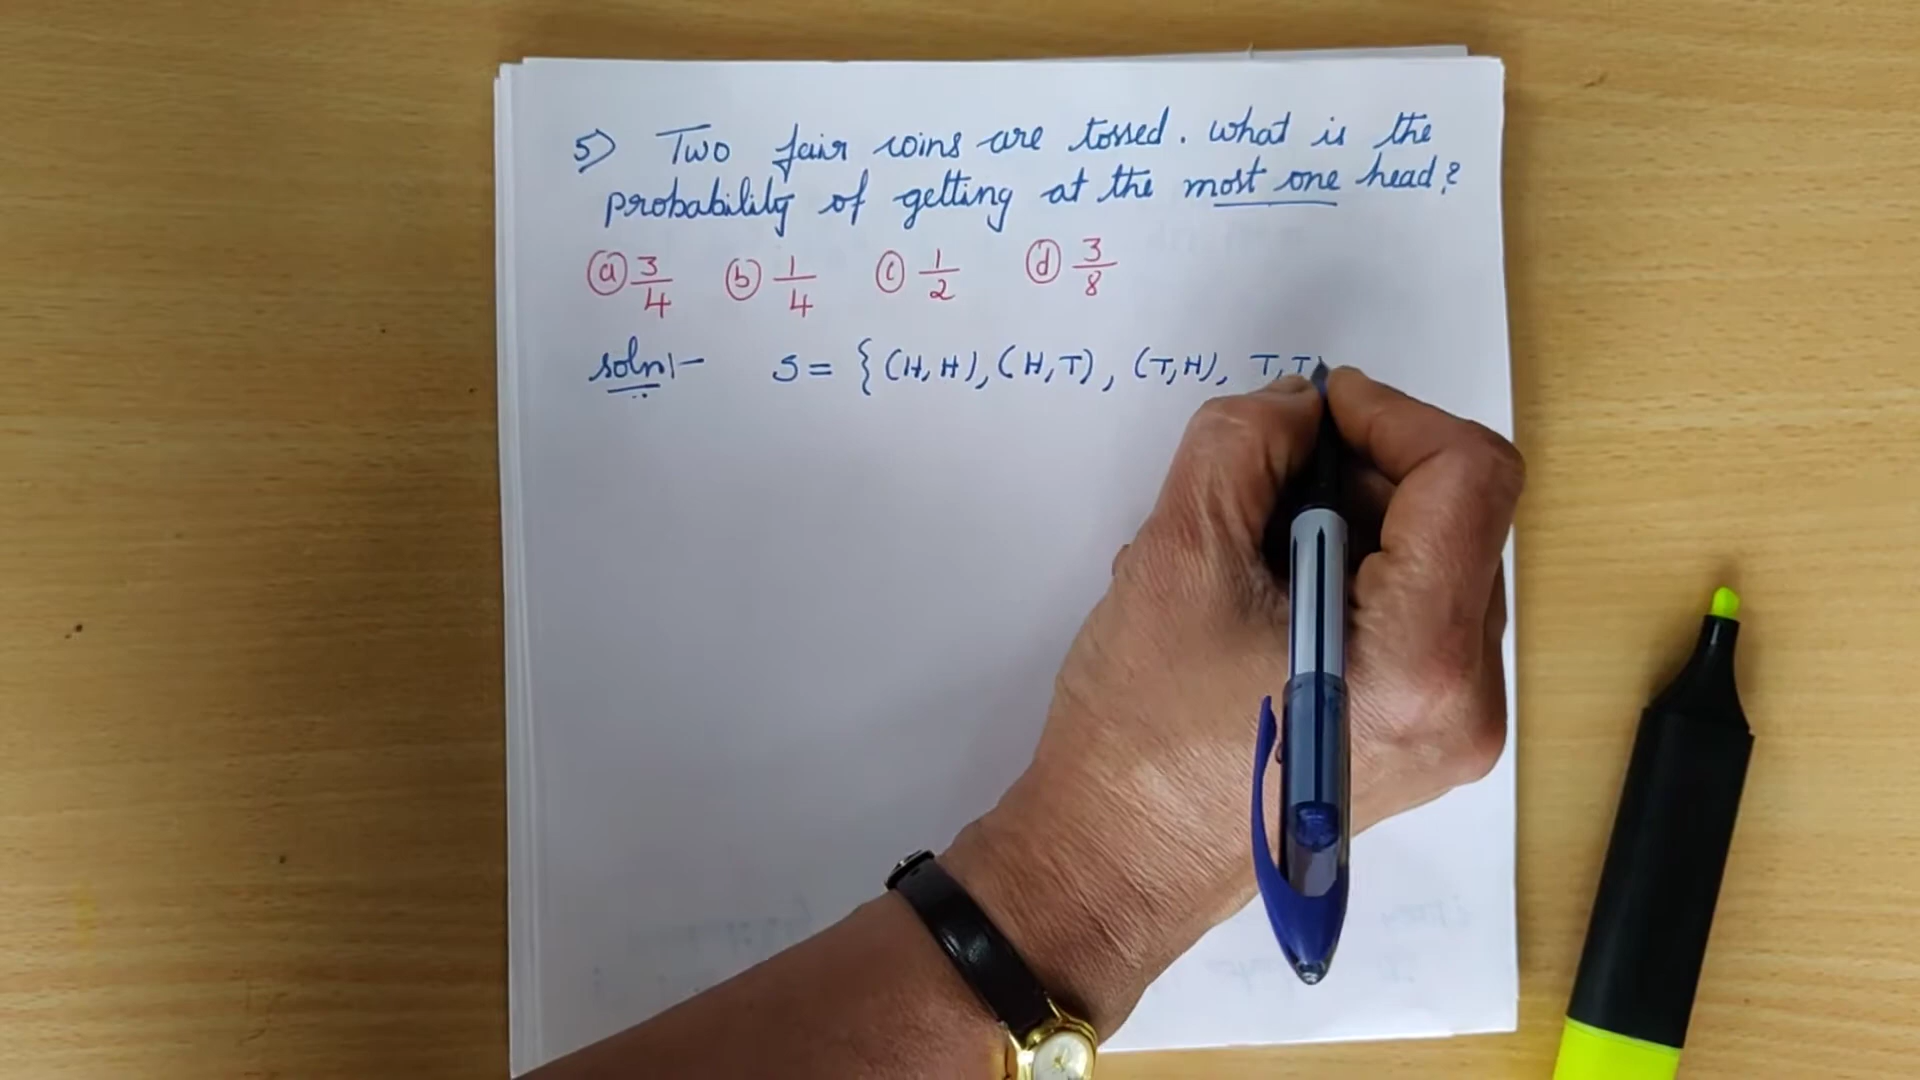 5) Two fair coins are tossed. what is the
probability of getting at the most one head?
(a) 3/4 (b) 1/4 (c) 1/2 (d) 3/8
soln:- S = { (H, H), (H, T), (T, H), T, T)